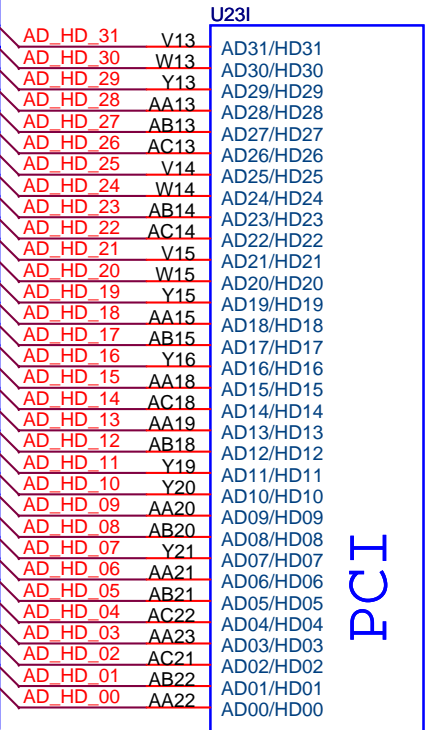 U23I
AD_HD_31 V13 AD31/HD31
AD_HD_30 W13 AD30/HD30
AD_HD_29 Y13 AD29/HD29
AD_HD_28 AA13 AD28/HD28
AD_HD_27 AB13 AD27/HD27
AD_HD_26 AC13 AD26/HD26
AD_HD_25 V14 AD25/HD25
AD_HD_24 W14 AD24/HD24
AD_HD_23 AB14 AD23/HD23
AD_HD_22 AC14 AD22/HD22
AD_HD_21 V15 AD21/HD21
AD_HD_20 W15 AD20/HD20
AD_HD_19 Y15 AD19/HD19
AD_HD_18 AA15 AD18/HD18
AD_HD_17 AB15 AD17/HD17
AD_HD_16 Y16 AD16/HD16
AD_HD_15 AA18 AD15/HD15
AD_HD_14 AC18 AD14/HD14
AD_HD_13 AA19 AD13/HD13
AD_HD_12 AB18 AD12/HD12
AD_HD_11 Y19 AD11/HD11
AD_HD_10 Y20 AD10/HD10
AD_HD_09 AA20 AD09/HD09
AD_HD_08 AB20 AD08/HD08
AD_HD_07 Y21 AD07/HD07
AD_HD_06 AA21 AD06/HD06
AD_HD_05 AB21 AD05/HD05
AD_HD_04 AC22 AD04/HD04
AD_HD_03 AA23 AD03/HD03
AD_HD_02 AC21 AD02/HD02
AD_HD_01 AB22 AD01/HD01
AD_HD_00 AA22 AD00/HD00
PCI